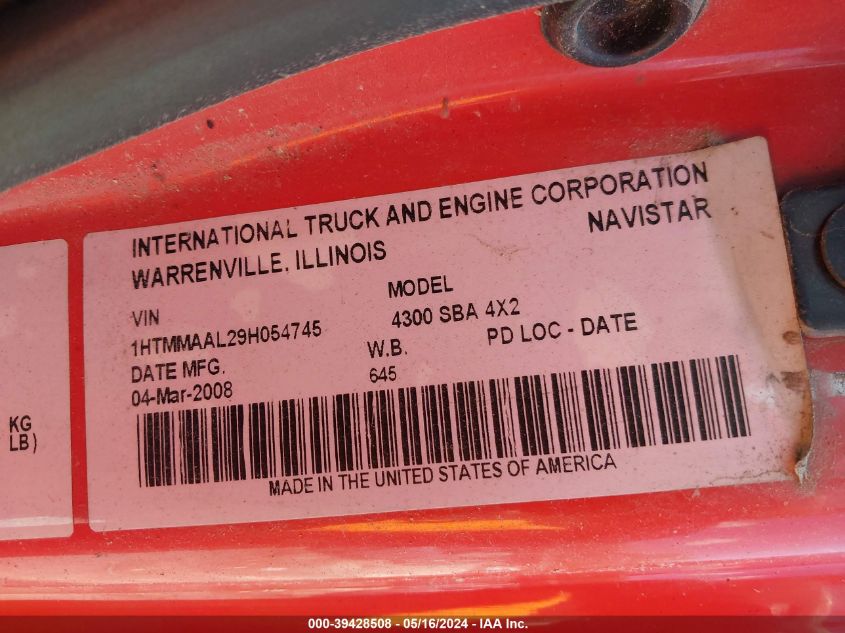 INTERNATIONAL TRUCK AND ENGINE CORPORATION
WARRENVILLE, ILLINOIS NAVISTAR
VIN MODEL
1HTMMAAL29H054745 4300 SBA 4X2
DATE MFG. W.B. PD LOC - DATE
04-Mar-2008 645
KG
LB)
MADE IN THE UNITED STATES OF AMERICA
000-39428508 - 05/16/2024 - IAA Inc.